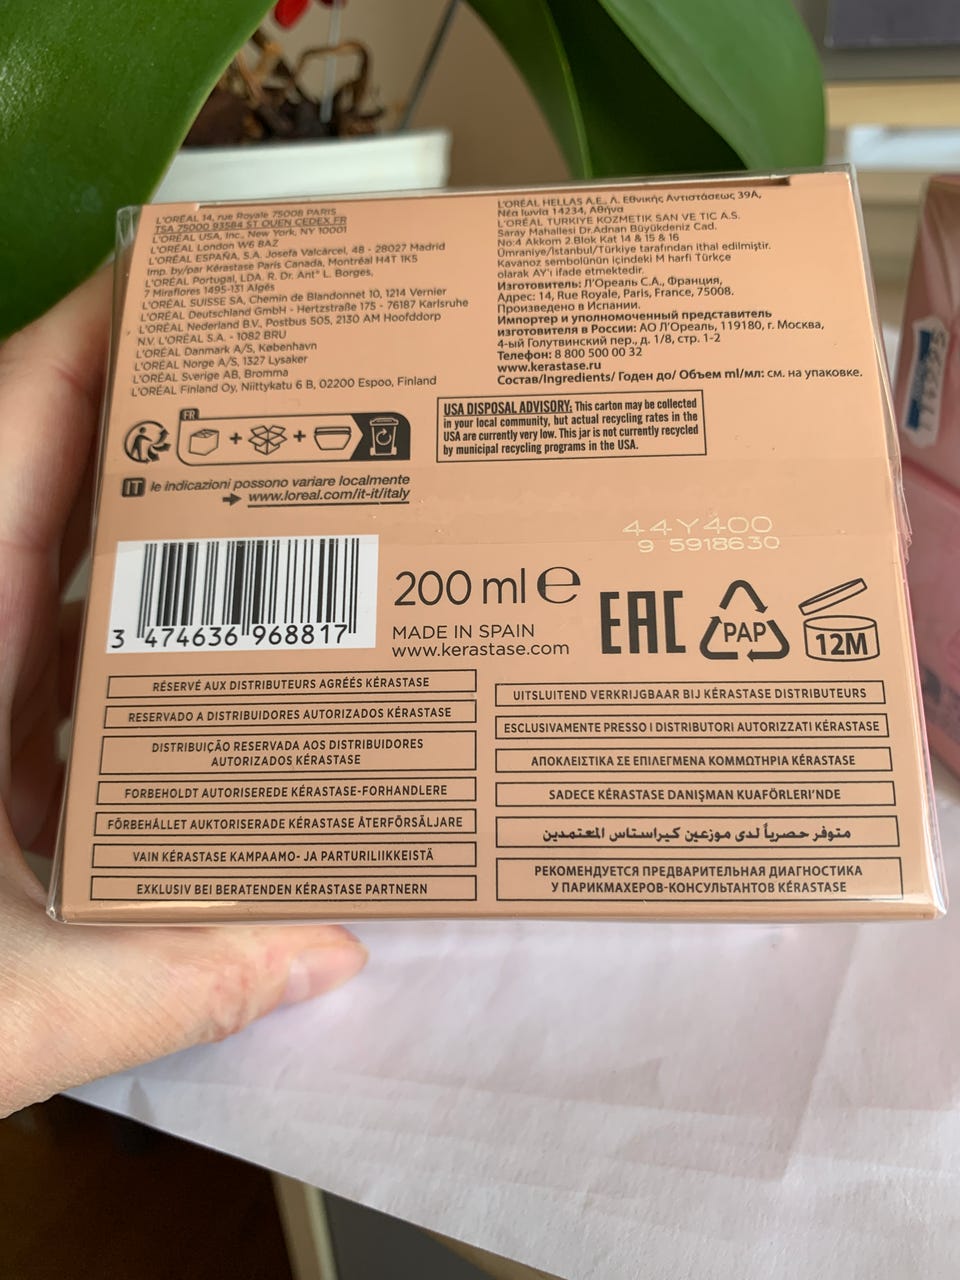 L'ORÉAL 14, rue Royale 75008 PARIS
TSA 75000 93584 ST OUEN CEDEX.FR
L'ORÉAL USA, Inc., New York, NY 10001
L'ORÉAL London W6 8AZ
L'ORÉAL ESPAÑA, S.A. Josefa Valcárcel, 48 - 28027 Madrid
Imp. by/par Kérastase Paris Canada, Montréal H4T 1K5
L'ORÉAL Portugal, LDA. R. Dr. Antº L. Borges,
7 Miraflores 1495-131 Algés
L'ORÉAL SUISSE SA, Chemin de Blandonnet 10, 1214 Vernier
L'ORÉAL Deutschland GmbH - Hertzstraße 175 - 76187 Karlsruhe
L'ORÉAL Nederland B.V., Postbus 505, 2130 AM Hoofddorp
N.V. L'ORÉAL S.A. - 1082 BRU
L'ORÉAL Danmark A/S, København
L'ORÉAL Norge A/S, 1327 Lysaker
L'ORÉAL Sverige AB, Bromma
L'ORÉAL Finland Oy, Niittykatu 6 B, 02200 Espoo, Finland
L'ORÉAL HELLAS A.E., Λ. Εθνικής Αντιστάσεως 39Α,
Νέα Ιωνία 14234, Αθήνα
L'ORÉAL TURKIYE KOZMETIK SAN VE TIC A.S.
Saray Mahallesi Dr.Adnan Büyükdeniz Cad.
No:4 Akkom 2.Blok Kat 14 & 15 & 16
Ümraniye/İstanbul/Türkiye tarafından ithal edilmiştir.
Kavanoz sembolünün içindeki M harfi Türkçe
olarak AY'ı ifade etmektedir.
Изготовитель: Л'Ореаль С.А., Франция,
Адрес: 14, Rue Royale, Paris, France, 75008.
Произведено в Испании.
Импортер и уполномоченный представитель
изготовителя в России: АО Л'Ореаль, 119180, г. Москва,
4-ый Голутвинский пер., д. 1/8, стр. 1-2
Телефон: 8 800 500 00 32
www.kerastase.ru
Состав/Ingredients/ Годен до/ Объем ml/мл: см. на упаковке.
FR
USA DISPOSAL ADVISORY: This carton may be collected
in your local community, but actual recycling rates in the
USA are currently very low. This jar is not currently recycled
by municipal recycling programs in the USA.
IT le indicazioni possono variare localmente
www.loreal.com/it-it/italy
44Y400
9 5918630
3 474636 968817
200 ml e
MADE IN SPAIN
www.kerastase.com
EAC
PAP
12M
RÉSERVÉ AUX DISTRIBUTEURS AGRÉÉS KÉRASTASE
RESERVADO A DISTRIBUIDORES AUTORIZADOS KÉRASTASE
DISTRIBUIÇÃO RESERVADA AOS DISTRIBUIDORES
AUTORIZADOS KÉRASTASE
FORBEHOLDT AUTORISEREDE KÉRASTASE-FORHANDLERE
FÖRBEHÅLLET AUKTORISERADE KÉRASTASE ÅTERFÖRSÄLJARE
VAIN KÉRASTASE KAMPAAMO- JA PARTURILIIKKEISTÄ
EXKLUSIV BEI BERATENDEN KÉRASTASE PARTNERN
UITSLUITEND VERKRIJGBAAR BIJ KÉRASTASE DISTRIBUTEURS
ESCLUSIVAMENTE PRESSO I DISTRIBUTORI AUTORIZZATI KÉRASTASE
ΑΠΟΚΛΕΙΣΤΙΚΑ ΣΕ ΕΠΙΛΕΓΜΕΝΑ ΚΟΜΜΩΤΗΡΙΑ KÉRASTASE
SADECE KÉRASTASE DANIŞMAN KUAFÖRLERİ'NDE
متوفر حصرياً لدى موزعين كيراستاس المعتمدين
РЕКОМЕНДУЕТСЯ ПРЕДВАРИТЕЛЬНАЯ ДИАГНОСТИКА
У ПАРИКМАХЕРОВ-КОНСУЛЬТАНТОВ KÉRASTASE